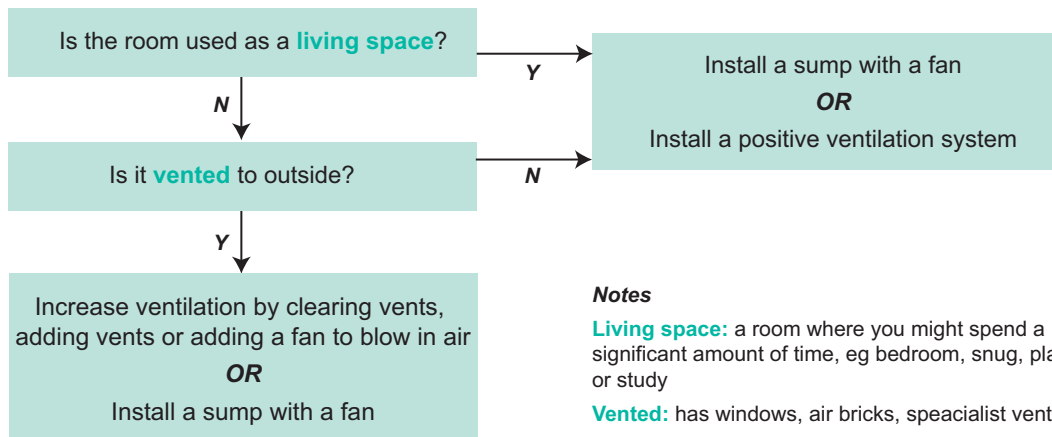 Is the room used as a living space?
Y
Install a sump with a fan
OR
Install a positive ventilation system
N
Is it vented to outside?
N
Y
Increase ventilation by clearing vents,
adding vents or adding a fan to blow in air
OR
Install a sump with a fan
Notes
Living space: a room where you might spend a
significant amount of time, eg bedroom, snug,
or study
Vented: has windows, air bricks, speacialist